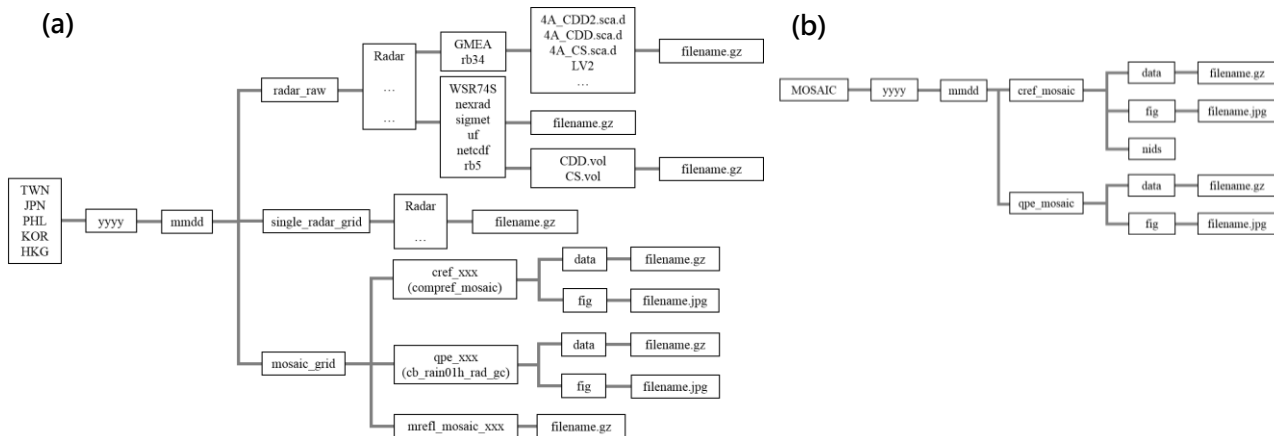 (a)
TWN
JPN
PHL
KOR
HKG
yyyy
mmdd
radar_raw
Radar
...
...
GMEA
rb34
4A_CDD2.sca.d
4A_CDD.sca.d
4A_CS.sca.d
LV2
...
filename.gz
WSR74S
nexrad
sigmet
uf
netcdf
rb5
filename.gz
CDD.vol
CS.vol
filename.gz
single_radar_grid
Radar
...
filename.gz
mosaic_grid
cref_xxx
(compref_mosaic)
data
filename.gz
fig
filename.jpg
qpe_xxx
(cb_rain01h_rad_gc)
data
filename.gz
fig
filename.jpg
mrefl_mosaic_xxx
filename.gz
(b)
MOSAIC
yyyy
mmdd
cref_mosaic
data
filename.gz
fig
filename.jpg
nids
qpe_mosaic
data
filename.gz
fig
filename.jpg